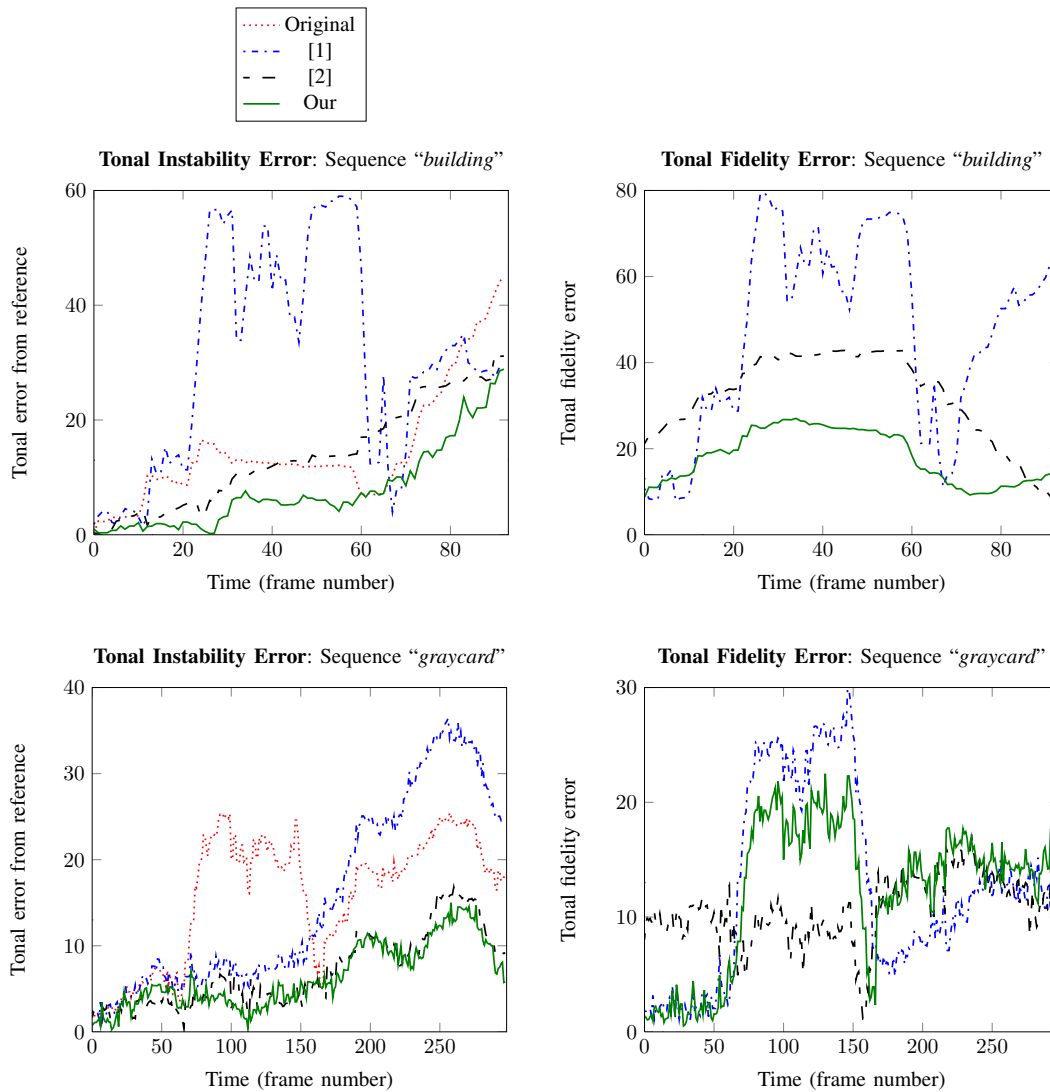 Original
[1]
[2]
Our
Tonal Instability Error: Sequence “building”
Tonal error from reference
60
40
20
0
0 20 40 60 80
Time (frame number)
Tonal Fidelity Error: Sequence “building”
Tonal fidelity error
80
60
40
20
0
0 20 40 60 80
Time (frame number)
Tonal Instability Error: Sequence “graycard”
Tonal error from reference
40
30
20
10
0
0 50 100 150 200 250
Time (frame number)
Tonal Fidelity Error: Sequence “graycard”
Tonal fidelity error
30
20
10
0
0 50 100 150 200 250
Time (frame number)